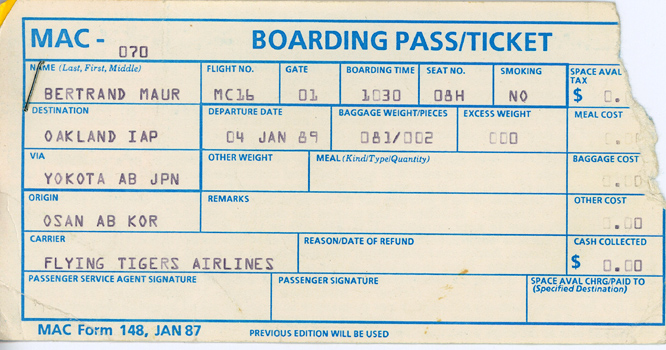 MAC - 070 BOARDING PASS/TICKET
NAME (Last, First, Middle) FLIGHT NO. GATE BOARDING TIME SEAT NO. SMOKING SPACE AVAL TAX
BERTRAND MAUR MC16 01 1030 08H NO $ 0.
DESTINATION DEPARTURE DATE BAGGAGE WEIGHT/PIECES EXCESS WEIGHT MEAL COST
OAKLAND IAP 04 JAN 89 081/002 000
VIA OTHER WEIGHT MEAL (Kind/Type/Quantity) BAGGAGE COST
YOKOTA AB JPN 0.00
ORIGIN REMARKS OTHER COST
OSAN AB KOR 0.00
CARRIER REASON/DATE OF REFUND CASH COLLECTED
FLYING TIGERS AIRLINES $ 0.00
PASSENGER SERVICE AGENT SIGNATURE PASSENGER SIGNATURE SPACE AVAL CHRG/PAID TO
(Specified Destination)
MAC Form 148, JAN 87 PREVIOUS EDITION WILL BE USED